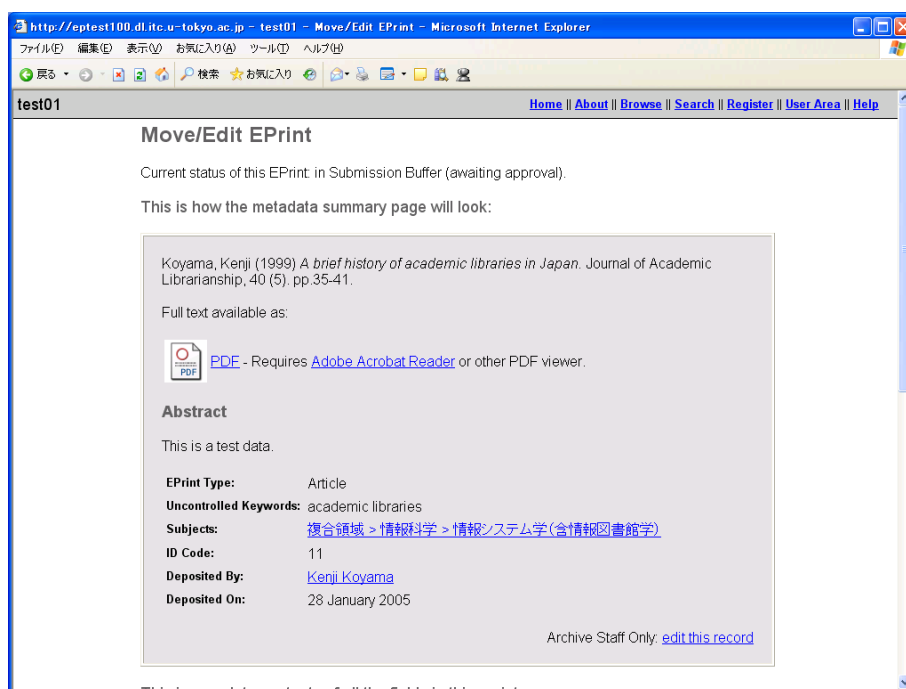 http://eptest100.dl.itc.u-tokyo.ac.jp - test01 - Move/Edit EPrint - Microsoft Internet Explorer
ファイル(F) 編集(E) 表示(V) お気に入り(A) ツール(T) ヘルプ(H)
戻る 検索 お気に入り
test01 Home || About || Browse || Search || Register || User Area || Help
Move/Edit EPrint
Current status of this EPrint: in Submission Buffer (awaiting approval).
This is how the metadata summary page will look:
Koyama, Kenji (1999) A brief history of academic libraries in Japan. Journal of Academic
Librarianship, 40 (5). pp.35-41.
Full text available as:
PDF PDF - Requires Adobe Acrobat Reader or other PDF viewer.
Abstract
This is a test data.
EPrint Type: Article
Uncontrolled Keywords: academic libraries
Subjects: 複合領域 > 情報科学 > 情報システム学(含情報図書館学)
ID Code: 11
Deposited By: Kenji Koyama
Deposited On: 28 January 2005
Archive Staff Only: edit this record